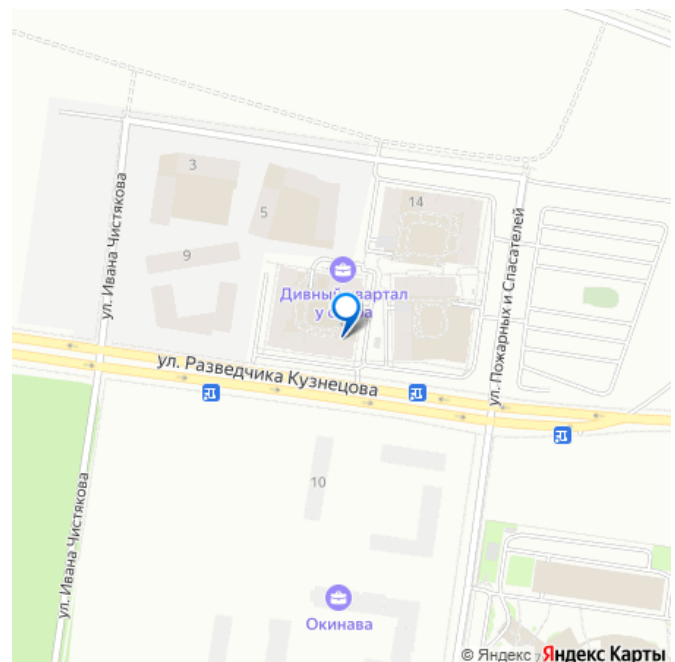 3
14
5
ул. Ивана Чистякова
9
ул. Пожарных и Спасателей
ул. Разведчика Кузнецова
10
ул. Ивана Чистякова
Окинава
© Яндекс
Яндекс Карты